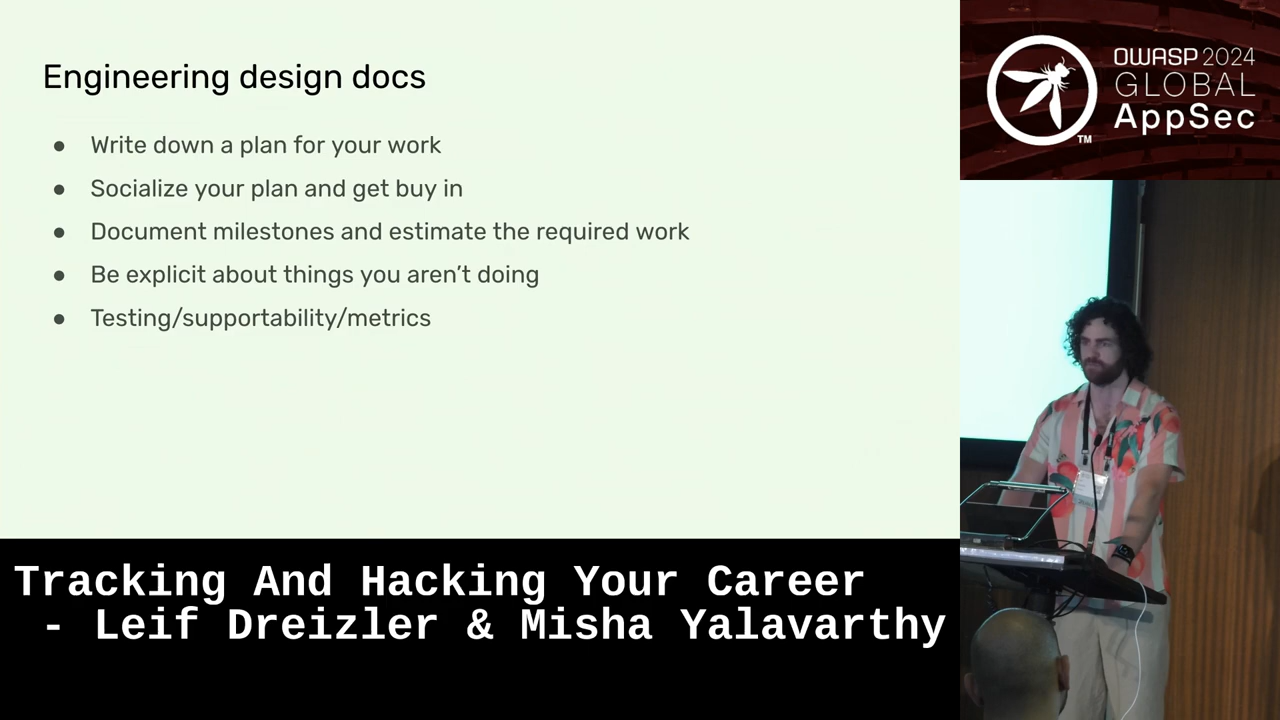 Engineering design docs
● Write down a plan for your work
● Socialize your plan and get buy in
● Document milestones and estimate the required work
● Be explicit about things you aren’t doing
● Testing/supportability/metrics
OWASP 2024
GLOBAL
AppSec
TM
Tracking And Hacking Your Career
- Leif Dreizler & Misha Yalavarthy